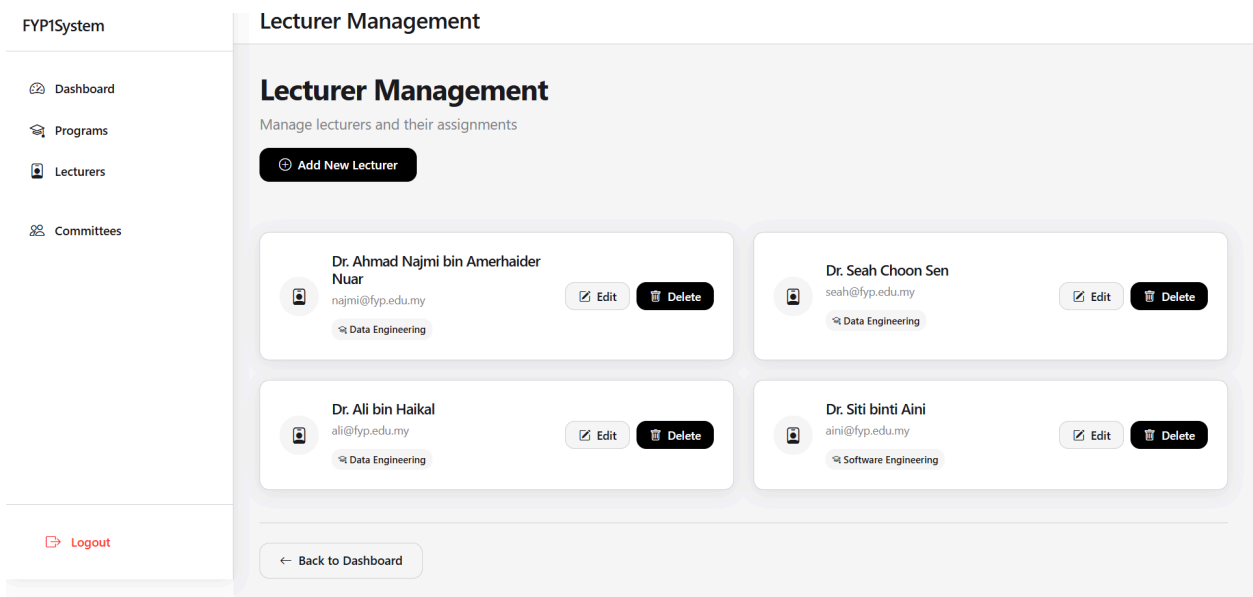 FYP1System
Lecturer Management
Dashboard
Programs
Lecturers
Committees
Logout
Lecturer Management
Manage lecturers and their assignments
Add New Lecturer
Dr. Ahmad Najmi bin Amerhaider
Nuar
najmi@fyp.edu.my
Data Engineering
Edit
Delete
Dr. Seah Choon Sen
seah@fyp.edu.my
Data Engineering
Edit
Delete
Dr. Ali bin Haikal
ali@fyp.edu.my
Data Engineering
Edit
Delete
Dr. Siti binti Aini
aini@fyp.edu.my
Software Engineering
Edit
Delete
Back to Dashboard